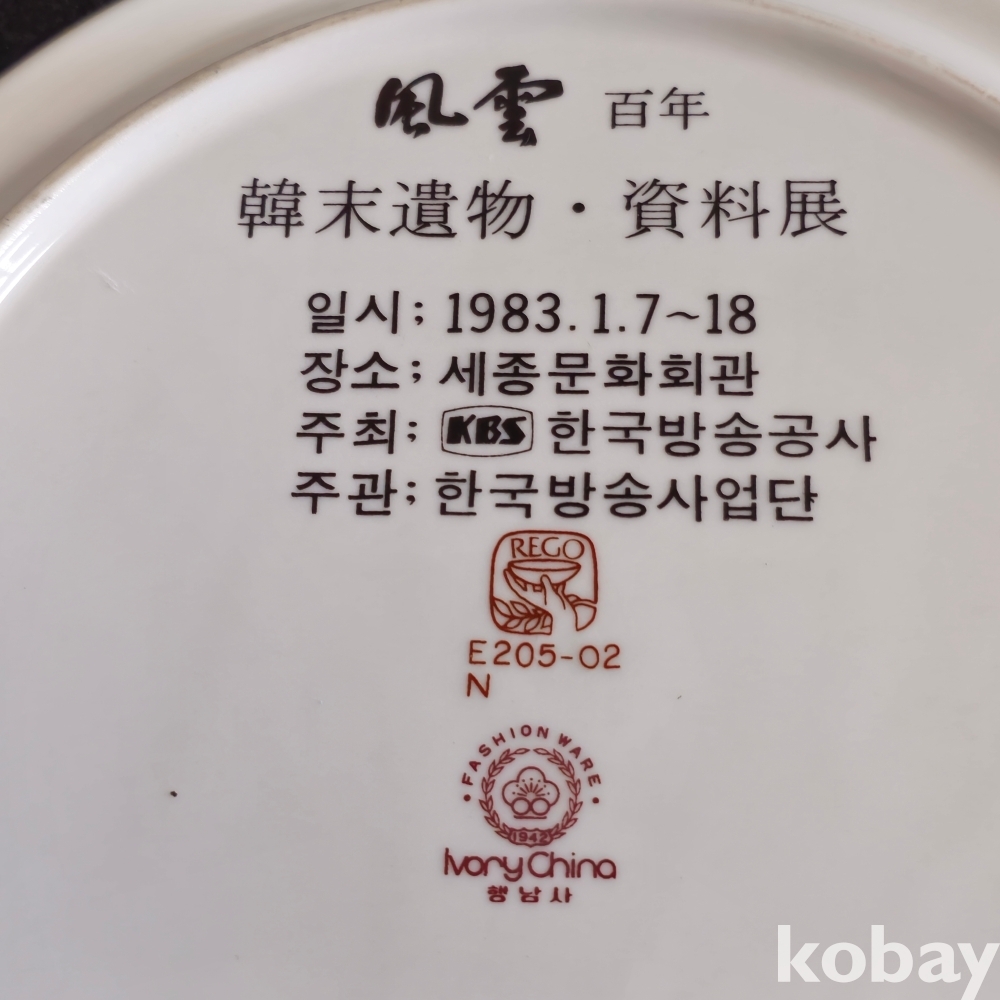 風雲 百年
韓末遺物·資料展
일시; 1983.1.7~18
장소; 세종문화회관
주최; KBS 한국방송공사
주관; 한국방송사업단
REGO
E205-02
N
FASHION WARE
1942
Ivory China
행남사
kobay